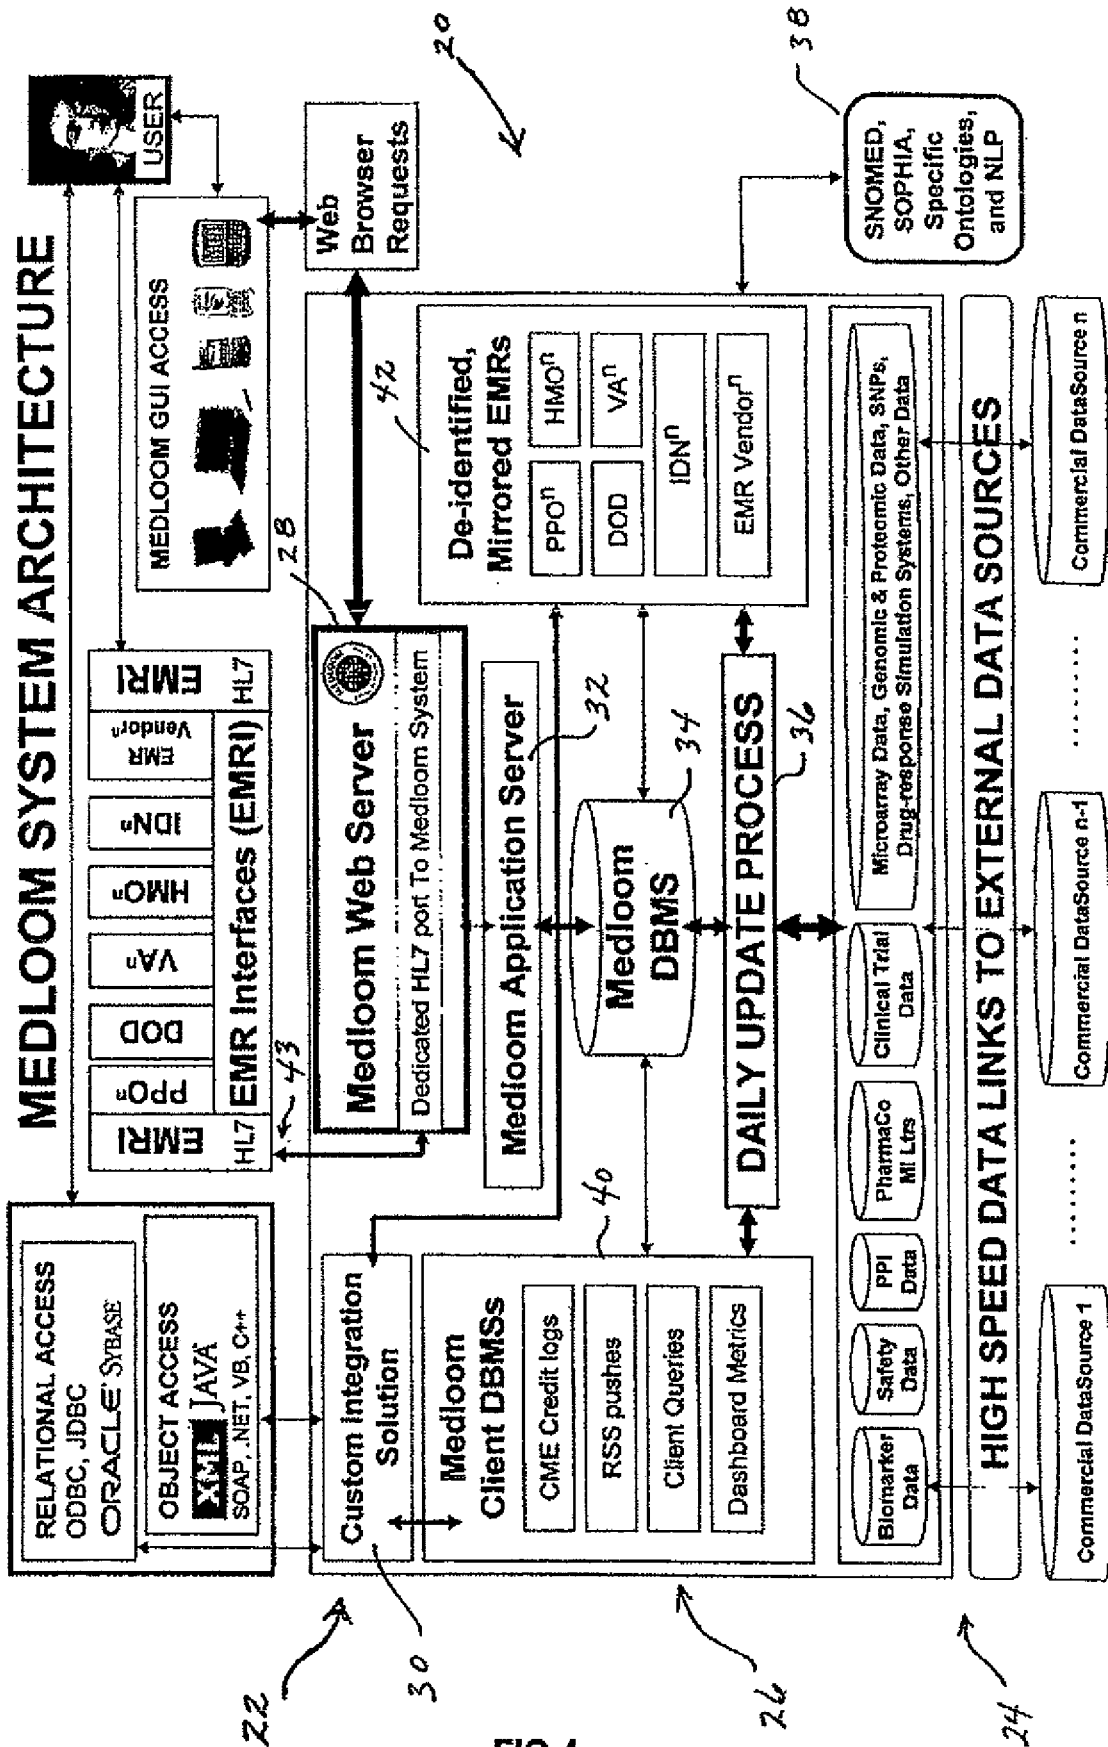 MEDLOOM SYSTEM ARCHITECTURE
RELATIONAL ACCESS
ODBC, JDBC
ORACLE SYBASE
OBJECT ACCESS
XML JAVA
SOAP, .NET, VB, C++
EMRI
HL7
PPOⁿ
DOD
VAⁿ
HMOⁿ
IDNⁿ
EMR
Vendorⁿ
EMRI
HL7
EMR Interfaces (EMRI)
43
MEDLOOM GUI ACCESS
USER
22
30
Custom Integration
Solution
Medloom Web Server
Dedicated HL7 port To Medloom System
28
Web
Browser
Requests
20
Medloom Application Server
32
Medloom
Client DBMSs
CME Credit logs
RSS pushes
Client Queries
Dashboard Metrics
40
26
Medloom
DBMS
34
De-identified,
Mirrored EMRs
42
PPOⁿ
HMOⁿ
DOD
VAⁿ
IDNⁿ
EMR Vendorⁿ
DAILY UPDATE PROCESS
36
SNOMED,
SOPHIA,
Specific
Ontologies,
and NLP
38
Biomarker
Data
Safety
Data
PPI
Data
PharmaCo
MI Ltrs
Clinical Trial
Data
Microarray Data, Genomic & Proteomic Data, SNPs,
Drug-response Simulation Systems, Other Data
24
HIGH SPEED DATA LINKS TO EXTERNAL DATA SOURCES
Commercial DataSource 1
.........
Commercial DataSource n-1
.........
Commercial DataSource n